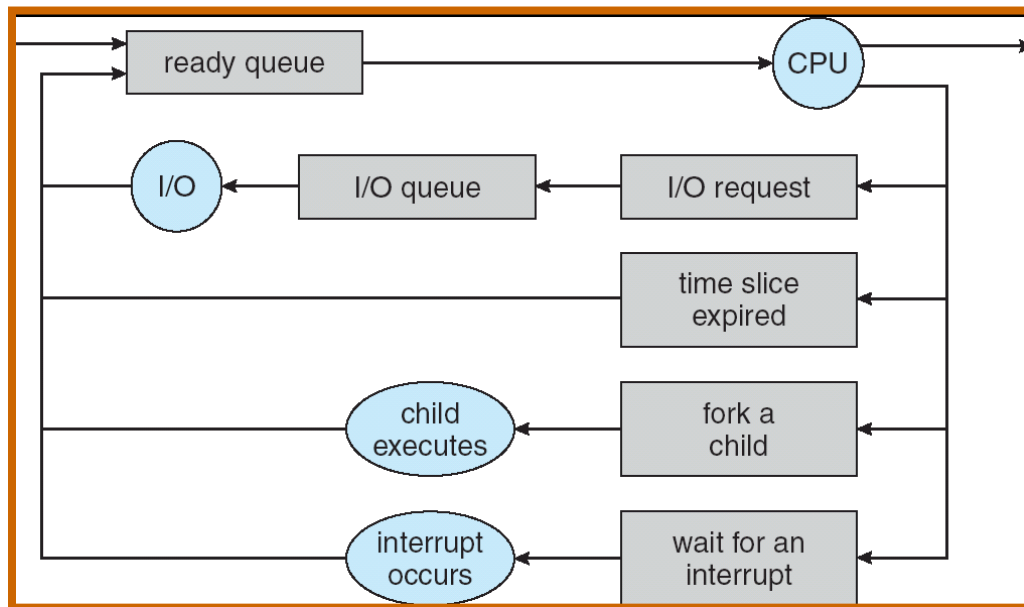 ready queue
CPU
I/O
I/O queue
I/O request
time slice
expired
child
executes
fork a
child
interrupt
occurs
wait for an
interrupt